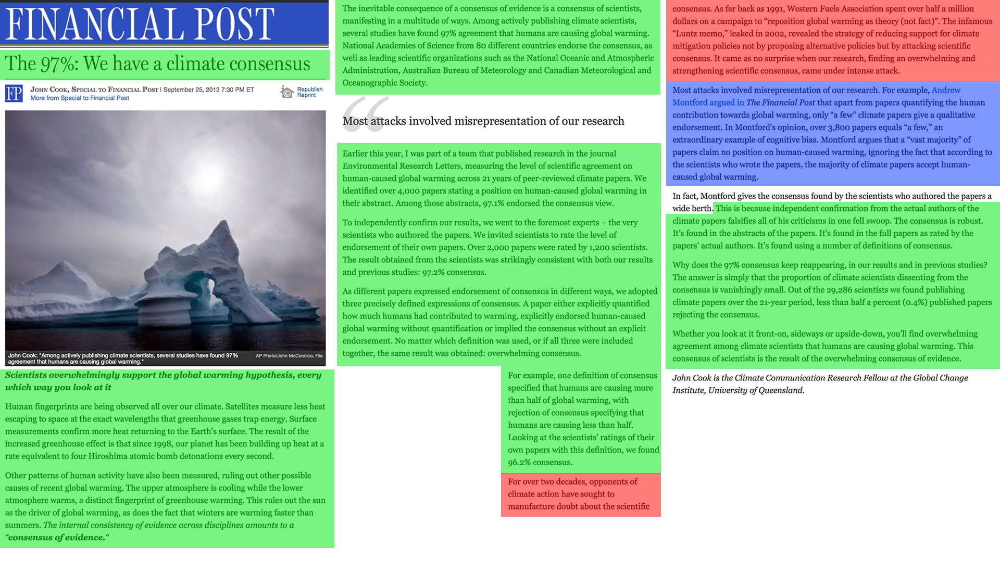 FINANCIAL POST
The 97%: We have a climate consensus
FP
JOHN COOK, SPECIAL TO FINANCIAL POST | September 25, 2013 7:30 PM ET
More from Special to Financial Post
Republish
Reprint
John Cook: "Among actively publishing climate scientists, several studies have found 97%
agreement that humans are causing global warming."
AP Photo/John McConnico, File
Scientists overwhelmingly support the global warming hypothesis, every
which way you look at it
Human fingerprints are being observed all over our climate. Satellites measure less heat
escaping to space at the exact wavelengths that greenhouse gases trap energy. Surface
measurements confirm more heat returning to the Earth’s surface. The result of the
increased greenhouse effect is that since 1998, our planet has been building up heat at a
rate equivalent to four Hiroshima atomic bomb detonations every second.
Other patterns of human activity have also been measured, ruling out other possible
causes of recent global warming. The upper atmosphere is cooling while the lower
atmosphere warms, a distinct fingerprint of greenhouse warming. This rules out the sun
as the driver of global warming, as does the fact that winters are warming faster than
summers. The internal consistency of evidence across disciplines amounts to a
“consensus of evidence.“
The inevitable consequence of a consensus of evidence is a consensus of scientists,
manifesting in a multitude of ways. Among actively publishing climate scientists,
several studies have found 97% agreement that humans are causing global warming.
National Academies of Science from 80 different countries endorse the consensus, as
well as leading scientific organizations such as the National Oceanic and Atmospheric
Administration, Australian Bureau of Meteorology and Canadian Meteorological and
Oceanographic Society.
“
Most attacks involved misrepresentation of our research
Earlier this year, I was part of a team that published research in the journal
Environmental Research Letters, measuring the level of scientific agreement on
human-caused global warming across 21 years of peer-reviewed climate papers. We
identified over 4,000 papers stating a position on human-caused global warming in
their abstract. Among those abstracts, 97.1% endorsed the consensus view.
To independently confirm our results, we went to the foremost experts – the very
scientists who authored the papers. We invited scientists to rate the level of
endorsement of their own papers. Over 2,000 papers were rated by 1,200 scientists.
The result obtained from the scientists was strikingly consistent with both our results
and previous studies: 97.2% consensus.
As different papers expressed endorsement of consensus in different ways, we adopted
three precisely defined expressions of consensus. A paper either explicitly quantified
how much humans had contributed to warming, explicitly endorsed human-caused
global warming without quantification or implied the consensus without an explicit
endorsement. No matter which definition was used, or if all three were included
together, the same result was obtained: overwhelming consensus.
For example, one definition of consensus
specified that humans are causing more
than half of global warming, with
rejection of consensus specifying that
humans are causing less than half.
Looking at the scientists’ ratings of their
own papers with this definition, we found
96.2% consensus.
For over two decades, opponents of
climate action have sought to
manufacture doubt about the scientific
consensus. As far back as 1991, Western Fuels Association spent over half a million
dollars on a campaign to “reposition global warming as theory (not fact)”. The infamous
“Luntz memo,” leaked in 2002, revealed the strategy of reducing support for climate
mitigation policies not by proposing alternative policies but by attacking scientific
consensus. It came as no surprise when our research, finding an overwhelming and
strengthening scientific consensus, came under intense attack.
Most attacks involved misrepresentation of our research. For example, Andrew
Montford argued in The Financial Post that apart from papers quantifying the human
contribution towards global warming, only “a few” climate papers give a qualitative
endorsement. In Montford’s opinion, over 3,800 papers equals “a few,” an
extraordinary example of cognitive bias. Montford argues that a “vast majority” of
papers claim no position on human-caused warming, ignoring the fact that according to
the scientists who wrote the papers, the majority of climate papers accept human-
caused global warming.
In fact, Montford gives the consensus found by the scientists who authored the papers a
wide berth. This is because independent confirmation from the actual authors of the
climate papers falsifies all of his criticisms in one fell swoop. The consensus is robust.
It’s found in the abstracts of the papers. It’s found in the full papers as rated by the
papers’ actual authors. It’s found using a number of definitions of consensus.
Why does the 97% consensus keep reappearing, in our results and in previous studies?
The answer is simply that the proportion of climate scientists dissenting from the
consensus is vanishingly small. Out of the 29,286 scientists we found publishing
climate papers over the 21-year period, less than half a percent (0.4%) published papers
rejecting the consensus.
Whether you look at it front-on, sideways or upside-down, you’ll find overwhelming
agreement among climate scientists that humans are causing global warming. This
consensus of scientists is the result of the overwhelming consensus of evidence.
John Cook is the Climate Communication Research Fellow at the Global Change
Institute, University of Queensland.